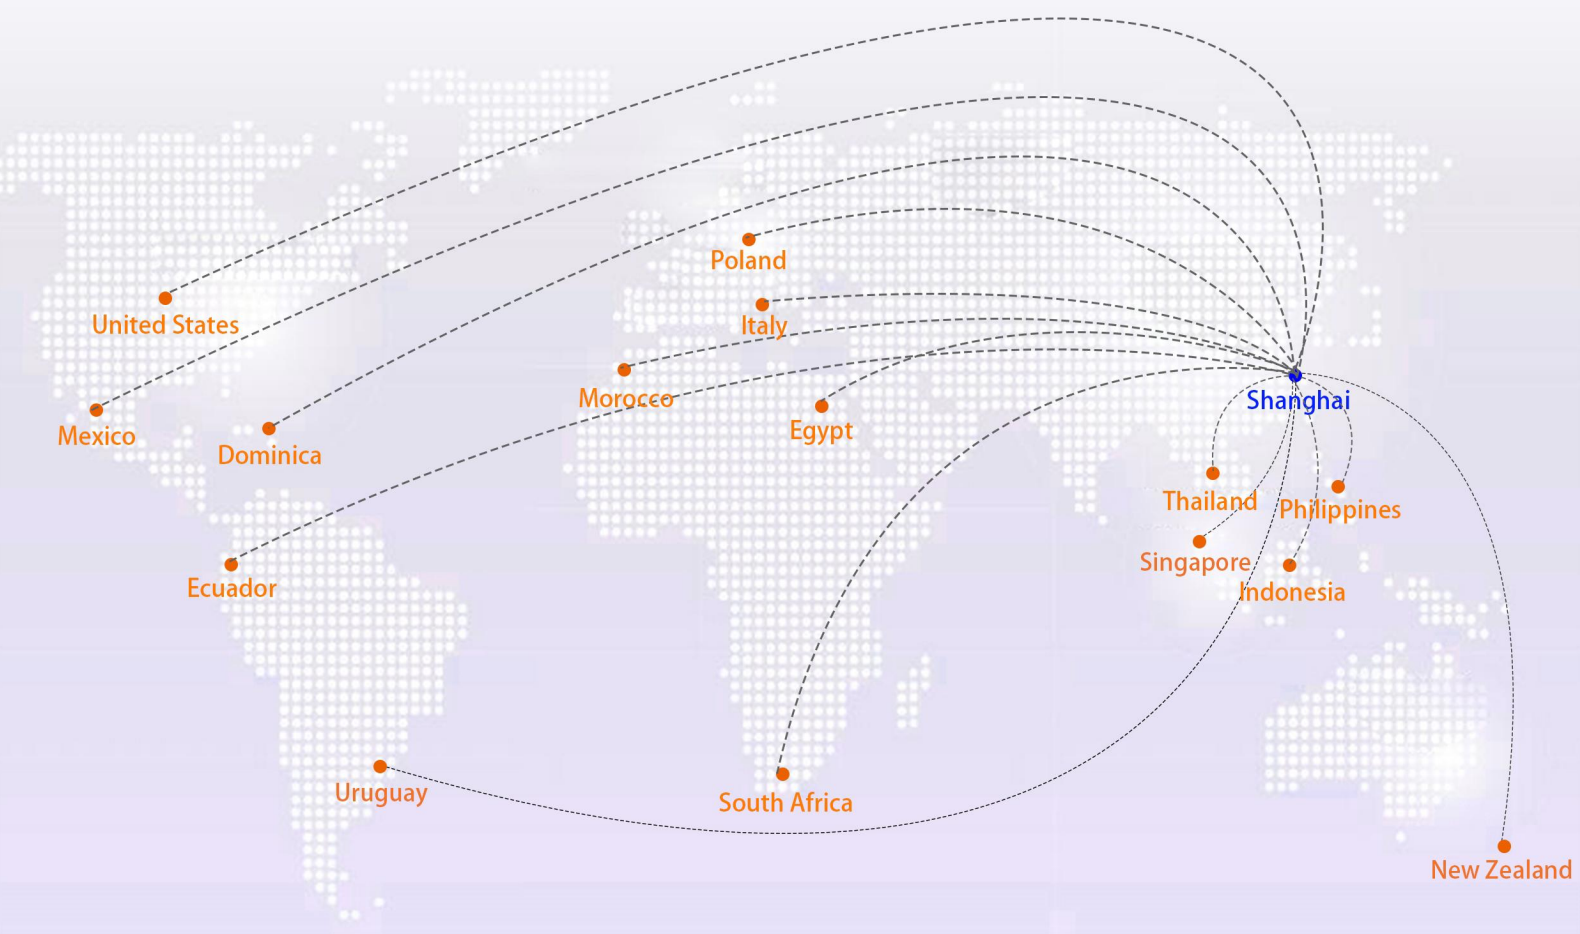 Poland
United States
Italy
Morocco
Shanghai
Mexico
Egypt
Dominica
Thailand
Philippines
Singapore
Ecuador
Indonesia
Uruguay
South Africa
New Zealand